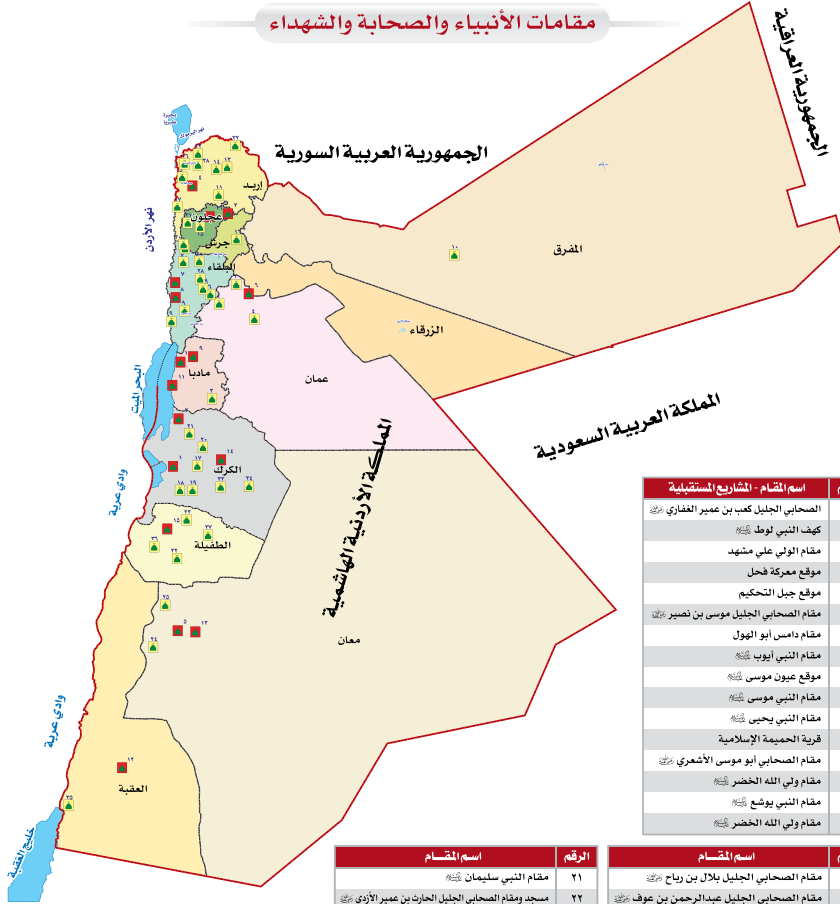 مقامات الأنبياء والصحابة والشهداء
الجمهورية العراقية
الجمهورية العربية السورية
نهر اليرموك
إربد
نهر الأردن
عجلون
جرش
المفرق
البلقاء
الزرقاء
عمان
مادبا
البحر الميت
المملكة العربية السعودية
المملكة الأردنية الهاشمية
الكرك
وادي عربة
الطفيلة
معان
وادي عربة
العقبة
خليج العقبة
اسم المقام - المشاريع المستقبلية
الصحابي الجليل كعب بن عمير الغفاري
كهف النبي لوط
مقام الولي علي مشهد
موقع معركة فحل
موقع جبل التحكيم
مقام الصحابي الجليل موسى بن نصير
مقام دامس أبو الهول
مقام النبي أيوب
موقع عيون موسى
مقام النبي موسى
مقام النبي يحيى
قرية الحميمة الإسلامية
مقام الصحابي أبو موسى الأشعري
مقام ولي الله الخضر
مقام النبي يوشع
مقام ولي الله الخضر
اسم المقـــام
مقام الصحابي الجليل بلال بن رباح
مقام الصحابي الجليل عبدالرحمن بن عوف
الرقم اسم المقـــام
٢١ مقام النبي سليمان
٢٢ مسجد ومقام الصحابي الجليل الحارث بن عمير الأزدي